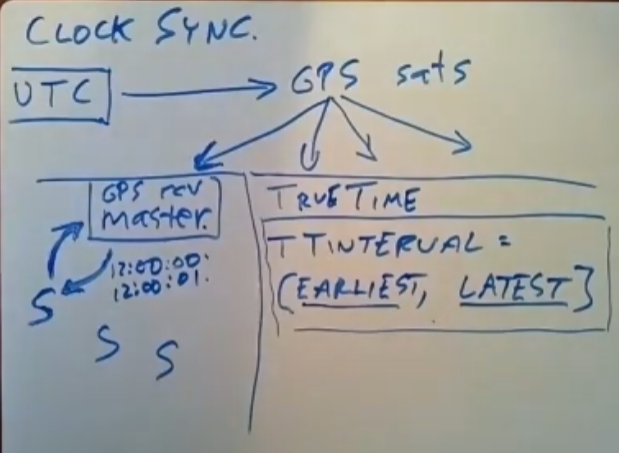 CLOCK SYNC.
UTC
GPS sats
GPS rcv
master.
12:00:00:
12:00:01.
S
S
S
TRUETIME
TTINTERVAL =
[EARLIEST, LATEST]